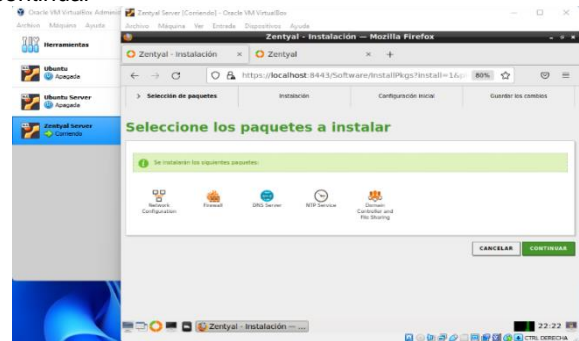 continuar
Oracle VM VirtualBox Administ
Archivo Máquina Ayuda
Herramientas
Ubuntu
Apagada
Ubuntu Server
Apagada
Zentyal Server
Corriendo
Zentyal Server [Corriendo] - Oracle VM VirtualBox
Archivo Máquina Ver Entrada Dispositivos Ayuda
Zentyal - Instalación — Mozilla Firefox
Zentyal - Instalación × Zentyal × +
https://localhost:8443/Software/InstallPkgs?install=1& 80%
> Selección de paquetes Instalación Configuración inicial Guardar los cambios
Seleccione los paquetes a instalar
Se instalarán los siguientes paquetes:
Network Configuration
Firewall
DNS Server
NTP Service
Domain Controller and File Sharing
CANCELAR CONTINUAR
Zentyal - Instalación — ...
22:22
CTRL DERECHA